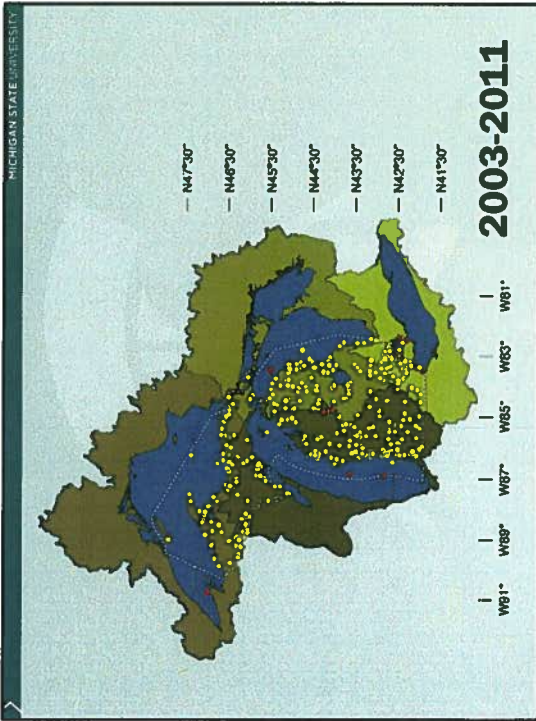 MICHIGAN STATE UNIVERSITY
N47°30"
N46°30"
N45°30"
N44°30"
N43°30"
N42°30"
N41°30"
W91°
W89°
W87°
W85°
W83°
W81°
2003-2011